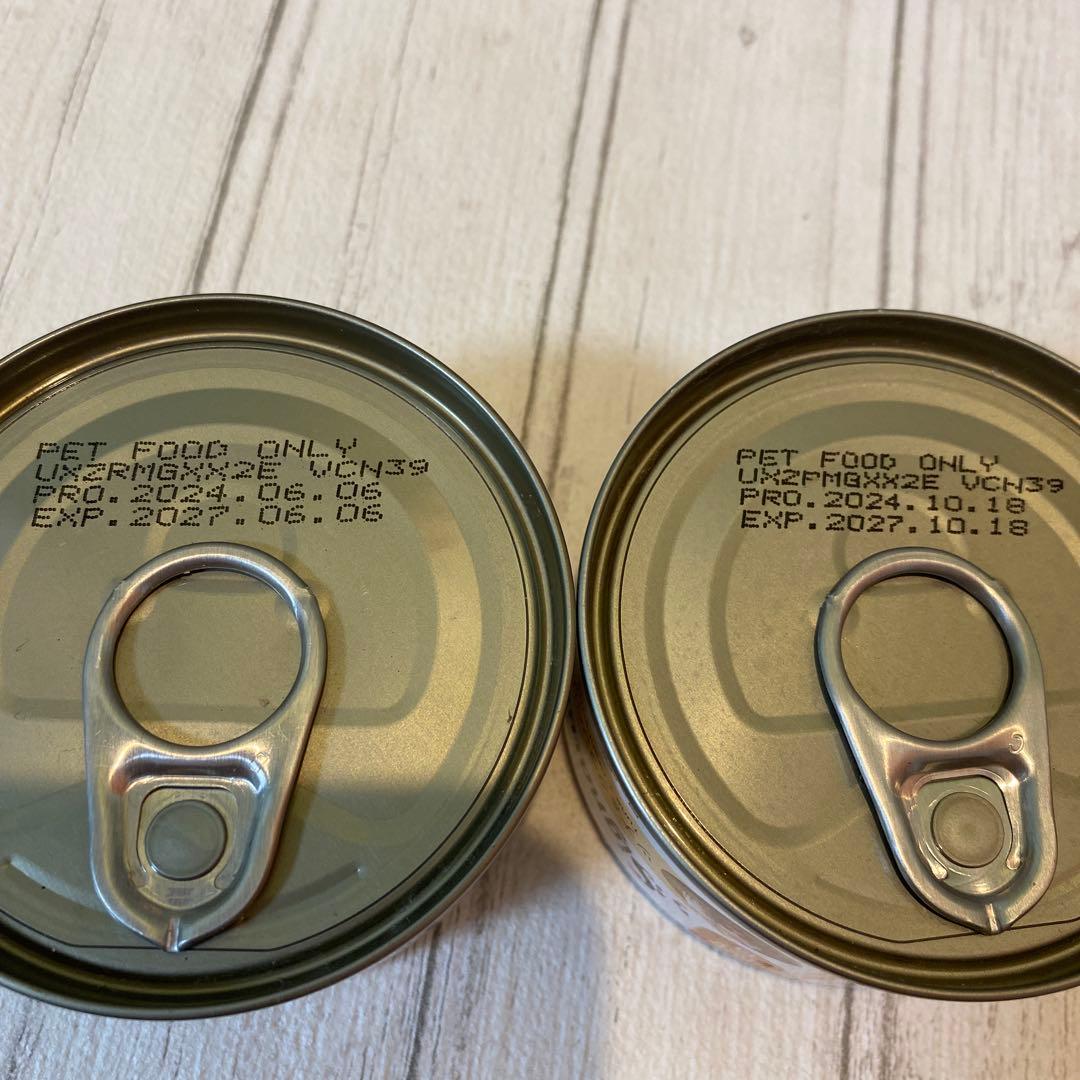 PET FOOD ONLY
UXZRMGXX2E VCN39
PRO.2024.06.06
EXP.2027.06.06
PET FOOD ONLY
UXZPMGXX2E VCN39
PRO.2024.10.18
EXP.2027.10.18